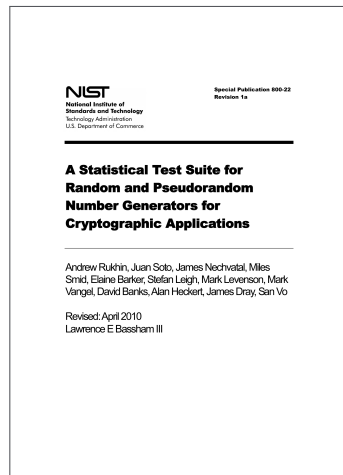 NIST
National Institute of
Standards and Technology
Technology Administration
U.S. Department of Commerce
Special Publication 800-22
Revision 1a
A Statistical Test Suite for
Random and Pseudorandom
Number Generators for
Cryptographic Applications
Andrew Rukhin, Juan Soto, James Nechvatal, Miles
Smid, Elaine Barker, Stefan Leigh, Mark Levenson, Mark
Vangel, David Banks, Alan Heckert, James Dray, San Vo
Revised: April 2010
Lawrence E Bassham III